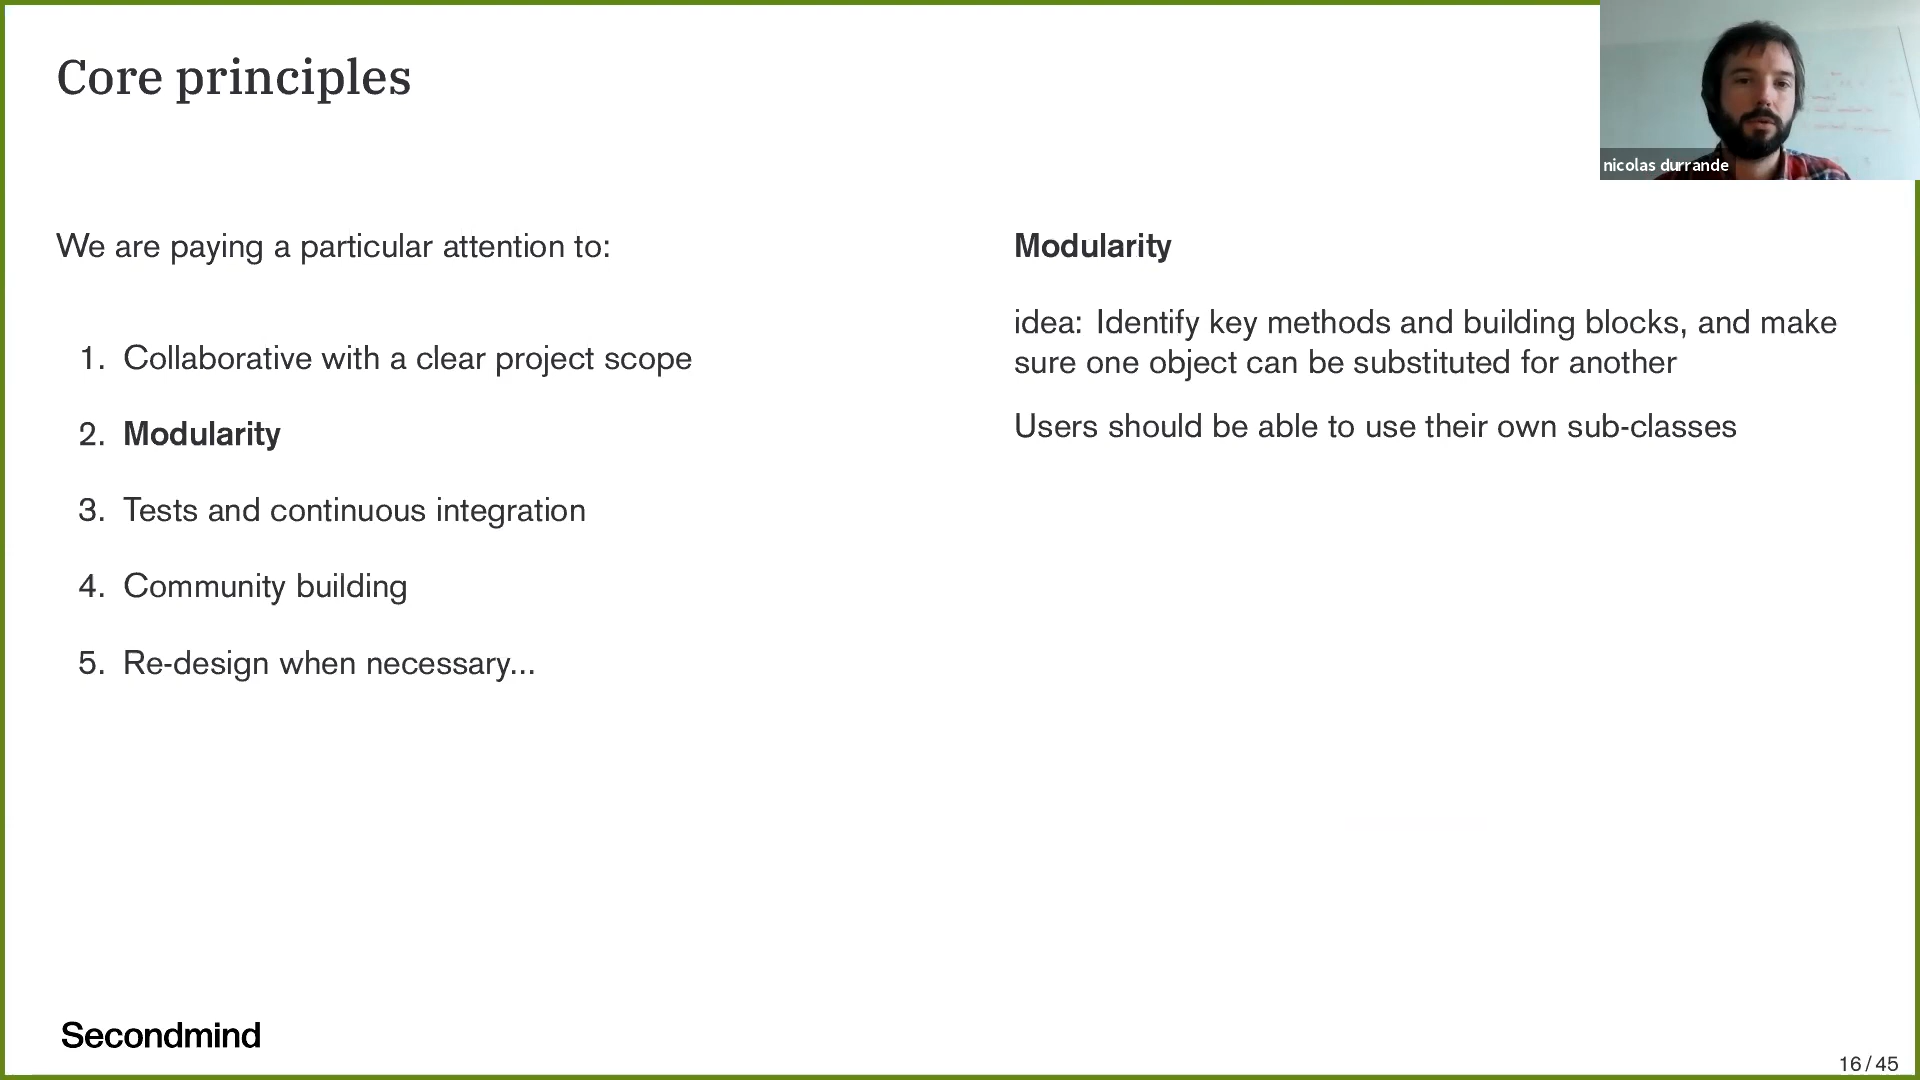 Core principles
nicolas durrande
We are paying a particular attention to:
1. Collaborative with a clear project scope
2. Modularity
3. Tests and continuous integration
4. Community building
5. Re-design when necessary...
Modularity
idea: Identify key methods and building blocks, and make
sure one object can be substituted for another
Users should be able to use their own sub-classes
Secondmind
16 / 45